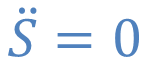 S̈ = 0